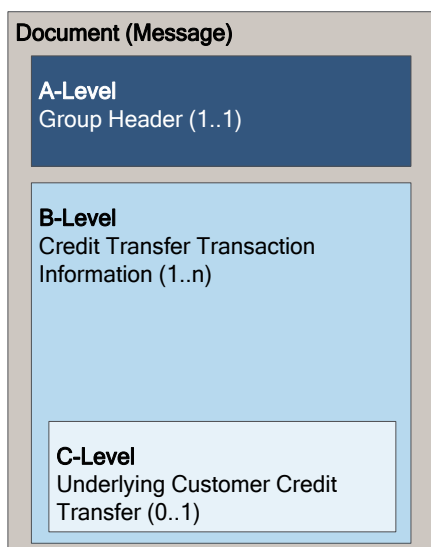 Document (Message)
A-Level
Group Header (1..1)
B-Level
Credit Transfer Transaction
Information (1..n)
C-Level
Underlying Customer Credit
Transfer (0..1)